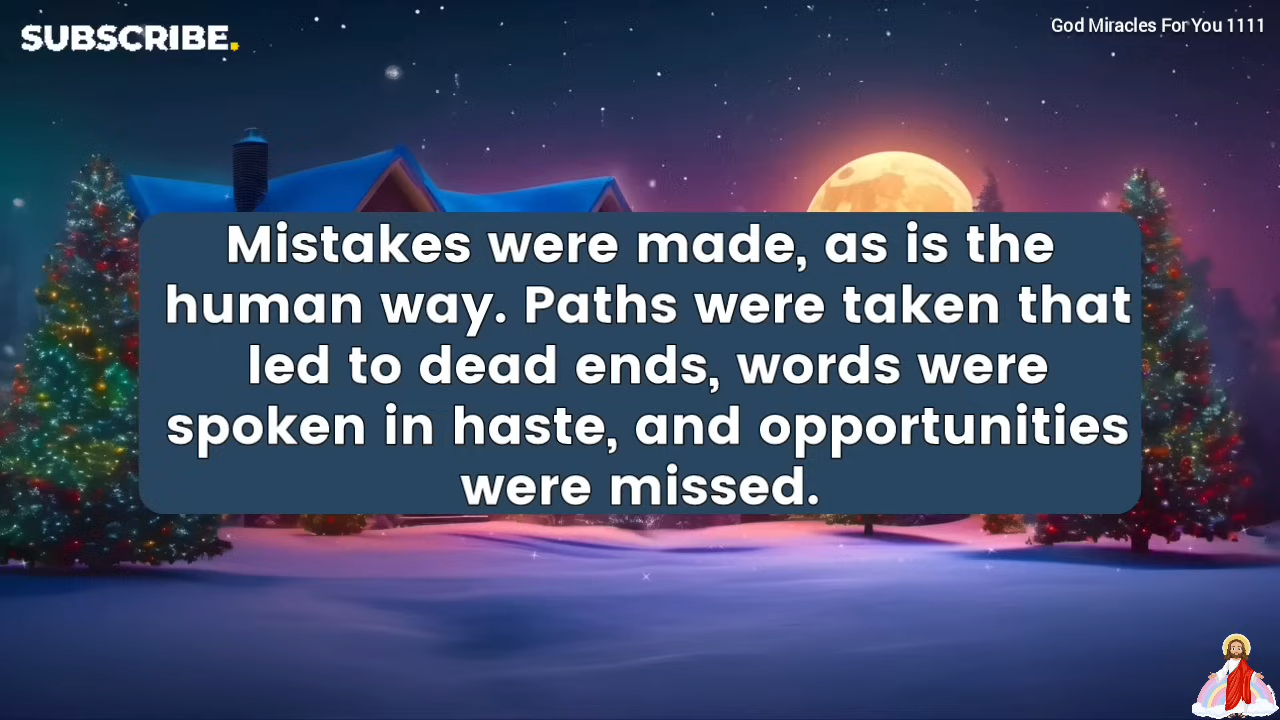 SUBSCRIBE.
God Miracles For You 1111
Mistakes were made, as is the
human way. Paths were taken that
led to dead ends, words were
spoken in haste, and opportunities
were missed.